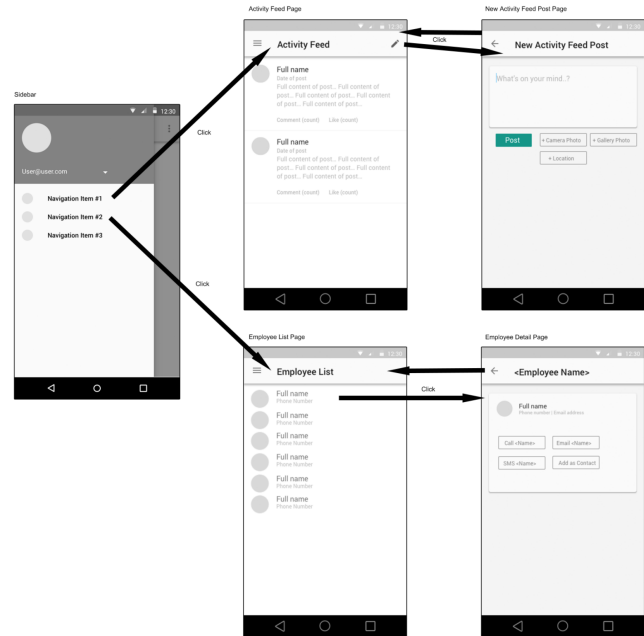 Sidebar
12:30
User@user.com
Navigation Item #1
Navigation Item #2
Navigation Item #3
Click
Click
Activity Feed Page
12:30
Activity Feed
Full name
Date of post
Full content of post... Full content of
post... Full content of post... Full content
of post... Full content of post...
Comment (count) Like (count)
Full name
Date of post
Full content of post... Full content of
post... Full content of post... Full content
of post... Full content of post...
Comment (count) Like (count)
Click
New Activity Feed Post Page
12:30
New Activity Feed Post
What's on your mind..?
Post
+ Camera Photo
+ Gallery Photo
+ Location
Employee List Page
12:30
Employee List
Full name
Phone Number
Full name
Phone Number
Full name
Phone Number
Full name
Phone Number
Full name
Phone Number
Full name
Phone Number
Click
Employee Detail Page
12:30
<Employee Name>
Full name
Phone number | Email address
Call <Name>
Email <Name>
SMS <Name>
Add as Contact